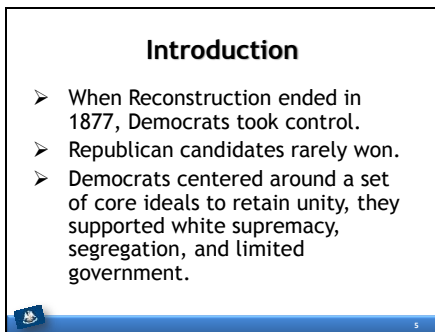 Introduction
➢ When Reconstruction ended in
1877, Democrats took control.
➢ Republican candidates rarely won.
➢ Democrats centered around a set
of core ideals to retain unity, they
supported white supremacy,
segregation, and limited
government.
5